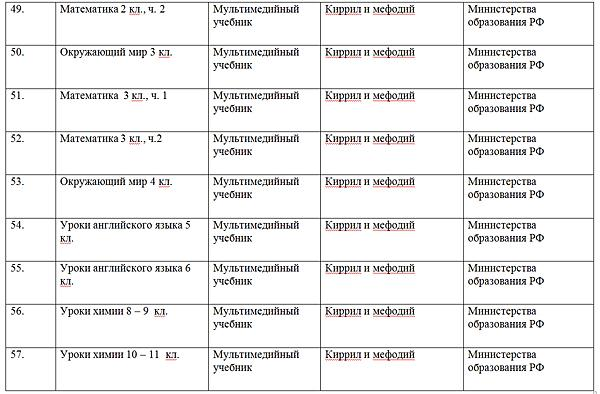 49. Математика 2 кл., ч. 2 Мультимедийный Киррил и мефодий Министерства
учебник образования РФ
50. Окружающий мир 3 кл. Мультимедийный Киррил и мефодий Министерства
учебник образования РФ
51. Математика 3 кл., ч. 1 Мультимедийный Киррил и мефодий Министерства
учебник образования РФ
52. Математика 3 кл., ч.2 Мультимедийный Киррил и мефодий Министерства
учебник образования РФ
53. Окружающий мир 4 кл. Мультимедийный Киррил и мефодий Министерства
учебник образования РФ
54. Уроки английского языка 5 Мультимедийный Киррил и мефодий Министерства
кл. учебник образования РФ
55. Уроки английского языка 6 Мультимедийный Киррил и мефодий Министерства
кл. учебник образования РФ
56. Уроки химии 8 – 9 кл. Мультимедийный Киррил и мефодий Министерства
учебник образования РФ
57. Уроки химии 10 – 11 кл. Мультимедийный Киррил и мефодий Министерства
учебник образования РФ